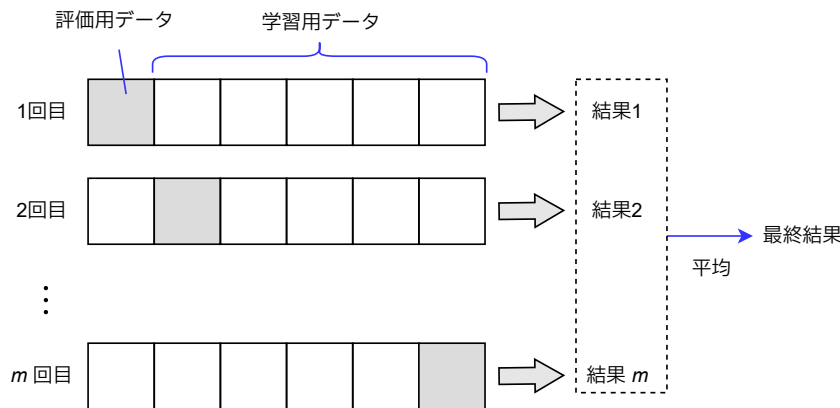 評価用データ
学習用データ
1回目
結果1
2回目
結果2
最終結果
平均
⋮
m 回目
結果 m